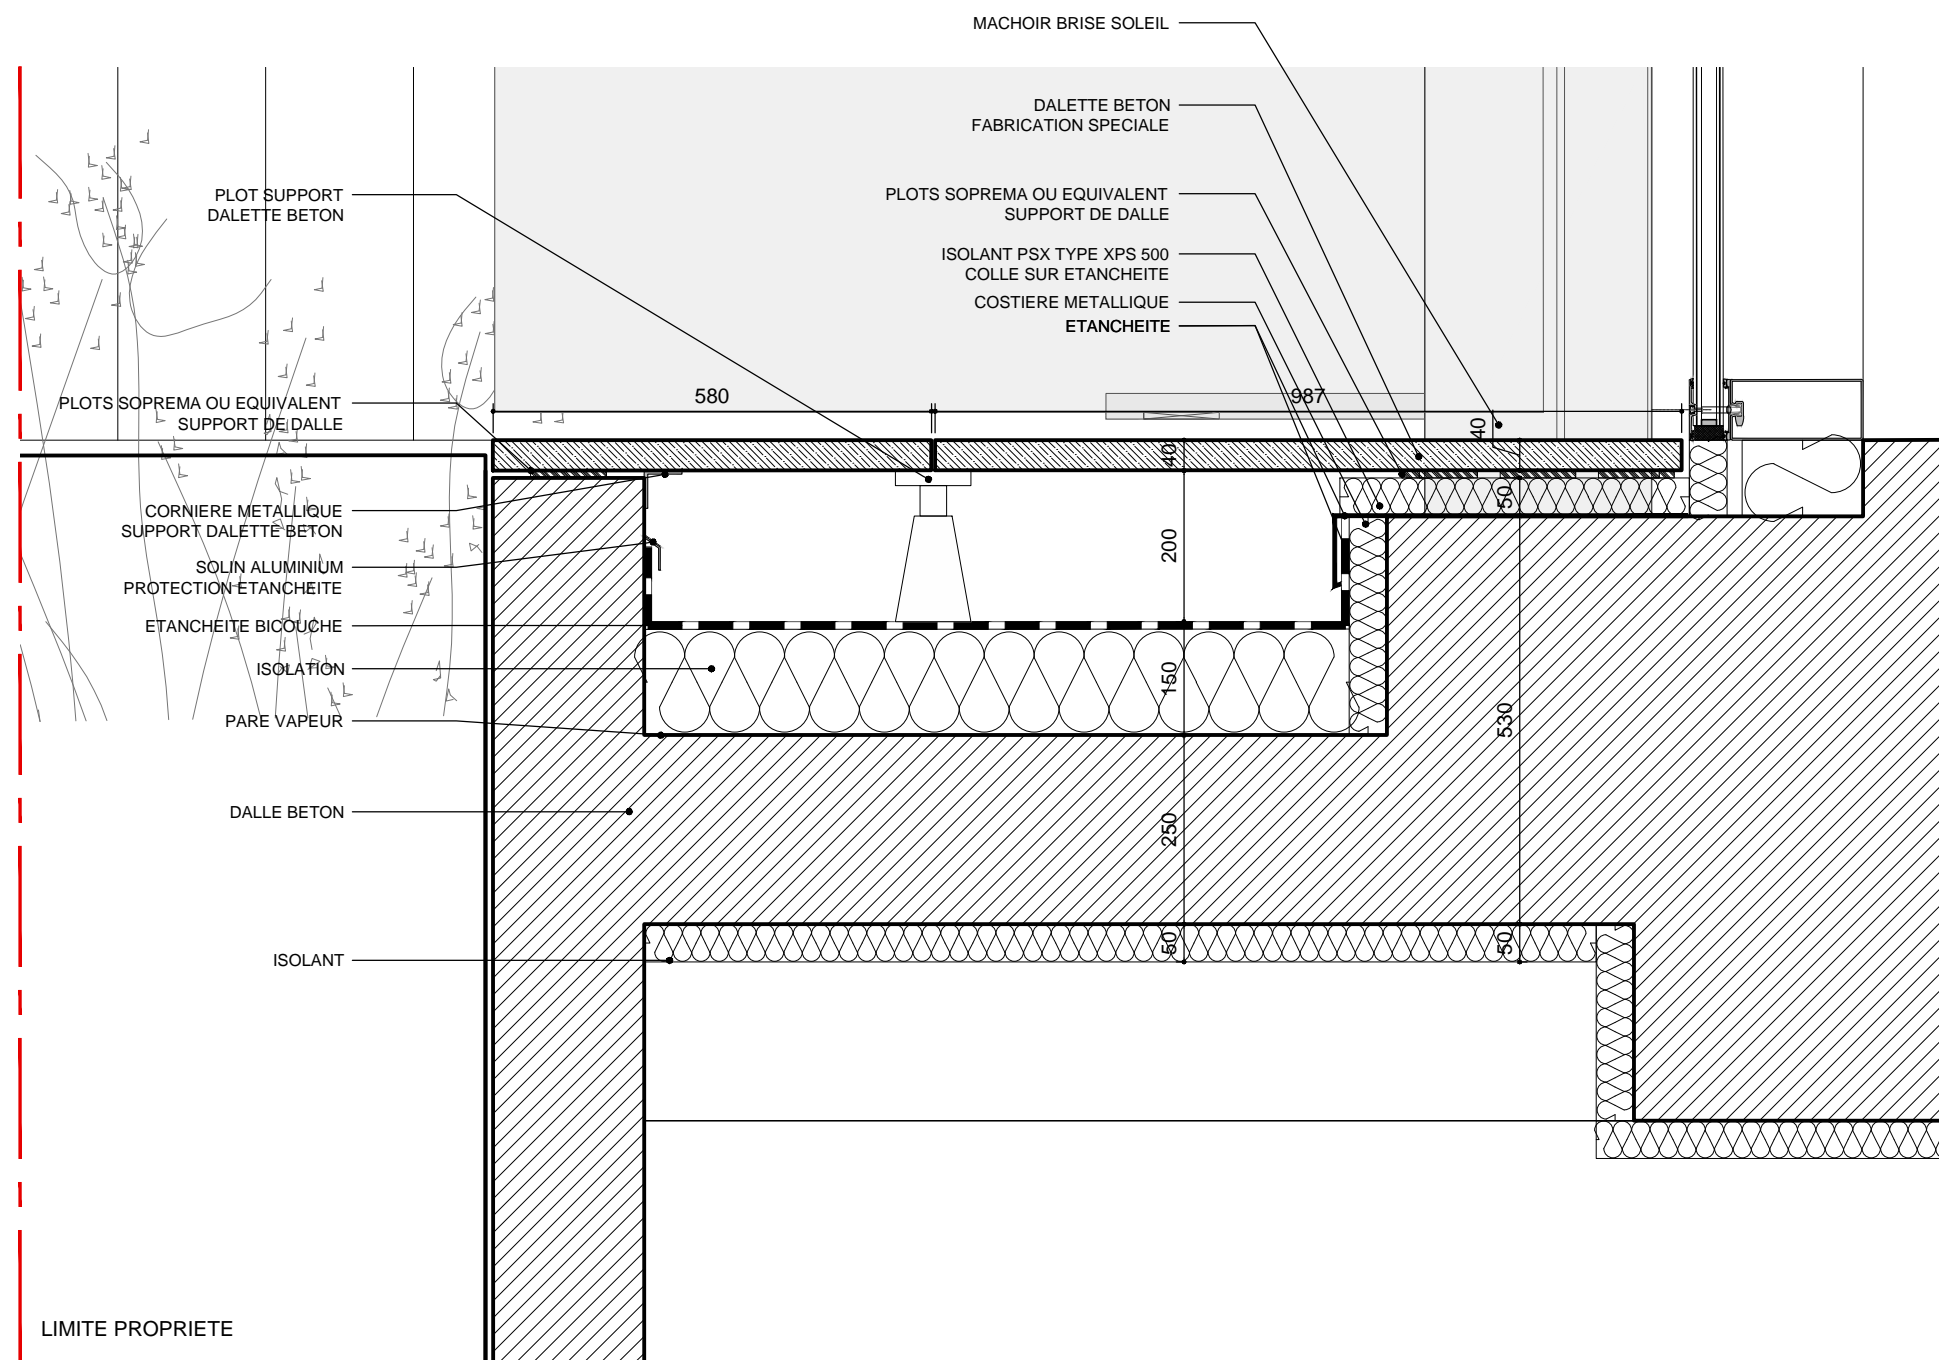 MACHOIR BRISE SOLEIL
DALETTE BETON
FABRICATION SPECIALE
PLOT SUPPORT
DALETTE BETON
PLOTS SOPREMA OU EQUIVALENT
SUPPORT DE DALLE
ISOLANT PSX TYPE XPS 500
COLLE SUR ETANCHEITE
COSTIERE METALLIQUE
ETANCHEITE
580
987
PLOTS SOPREMA OU EQUIVALENT
SUPPORT DE DALLE
40
40
50
CORNIERE METALLIQUE
SUPPORT DALETTE BETON
200
SOLIN ALUMINIUM
PROTECTION ETANCHEITE
ETANCHEITE BICOUCHE
ISOLATION
150
PARE VAPEUR
530
DALLE BETON
250
ISOLANT
50
50
LIMITE PROPRIETE